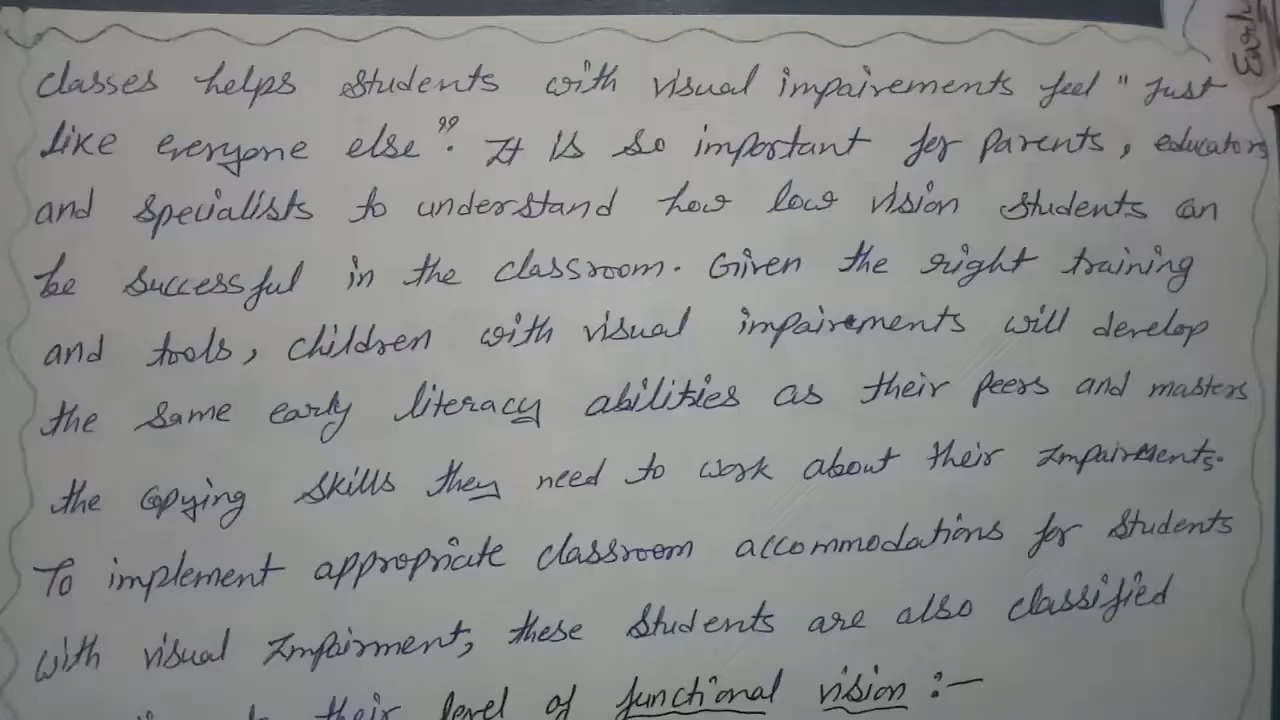 classes helps students with visual impairements feel "Just
like everyone else". It is so important for parents, educators
and specialists to understand how low vision students can
be successful in the classroom. Given the right training
and tools, children with visual impairements will develop
the same early literacy abilities as their peers and masters
the copying skills they need to work about their Impairments.
To implement appropriate classroom accommodations for students
with visual Impairment, these students are also classified
their level of functional vision :-